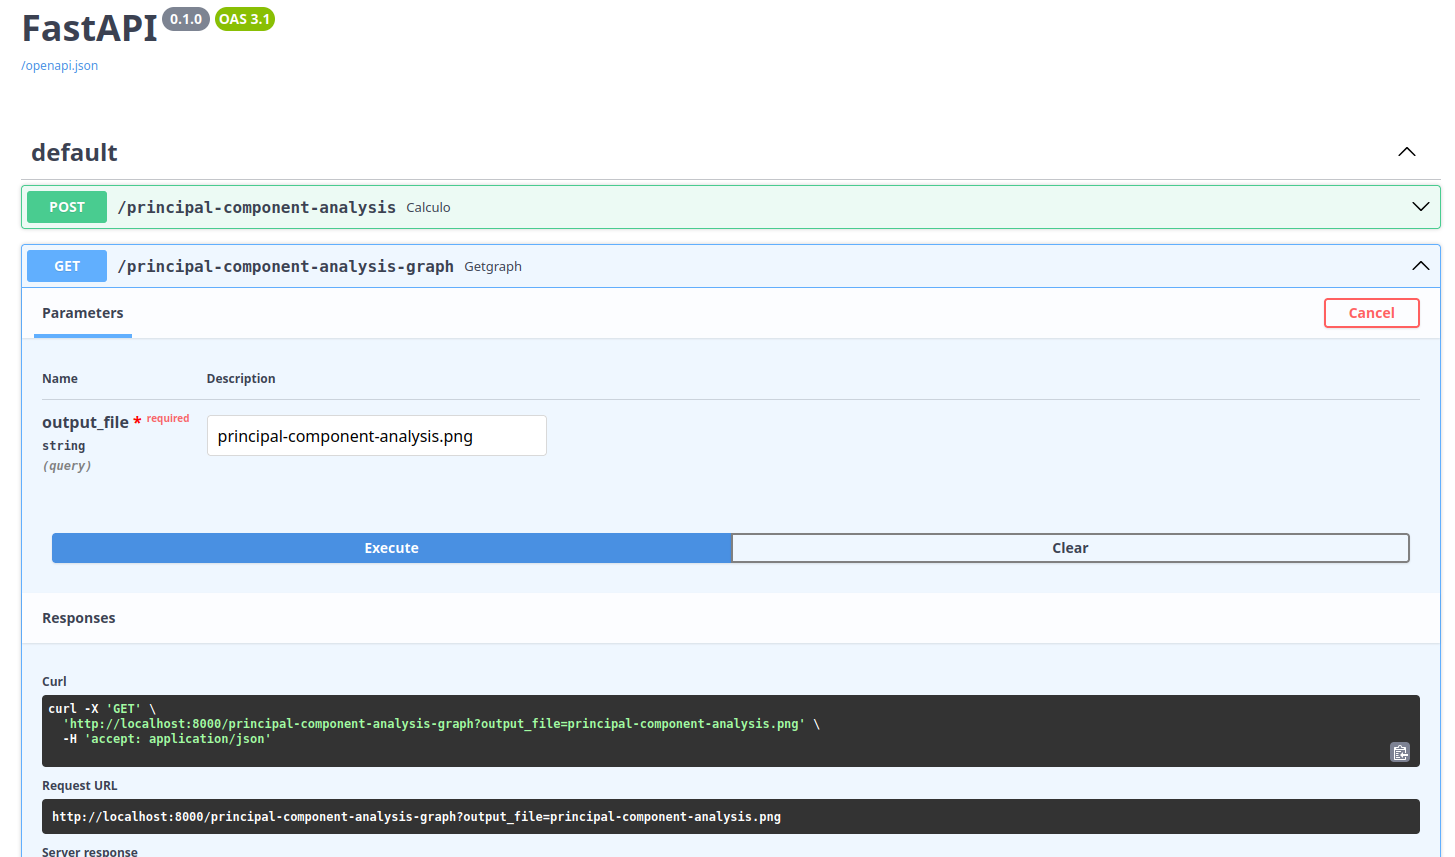 FastAPI 0.1.0 OAS 3.1
/openapi.json
default
POST /principal-component-analysis Calculo
GET /principal-component-analysis-graph Getgraph
Parameters Cancel
Name Description
output_file * required principal-component-analysis.png
string
(query)
Execute Clear
Responses
Curl
curl -X 'GET' \
'http://localhost:8000/principal-component-analysis-graph?output_file=principal-component-analysis.png' \
-H 'accept: application/json'
Request URL
http://localhost:8000/principal-component-analysis-graph?output_file=principal-component-analysis.png
Server response